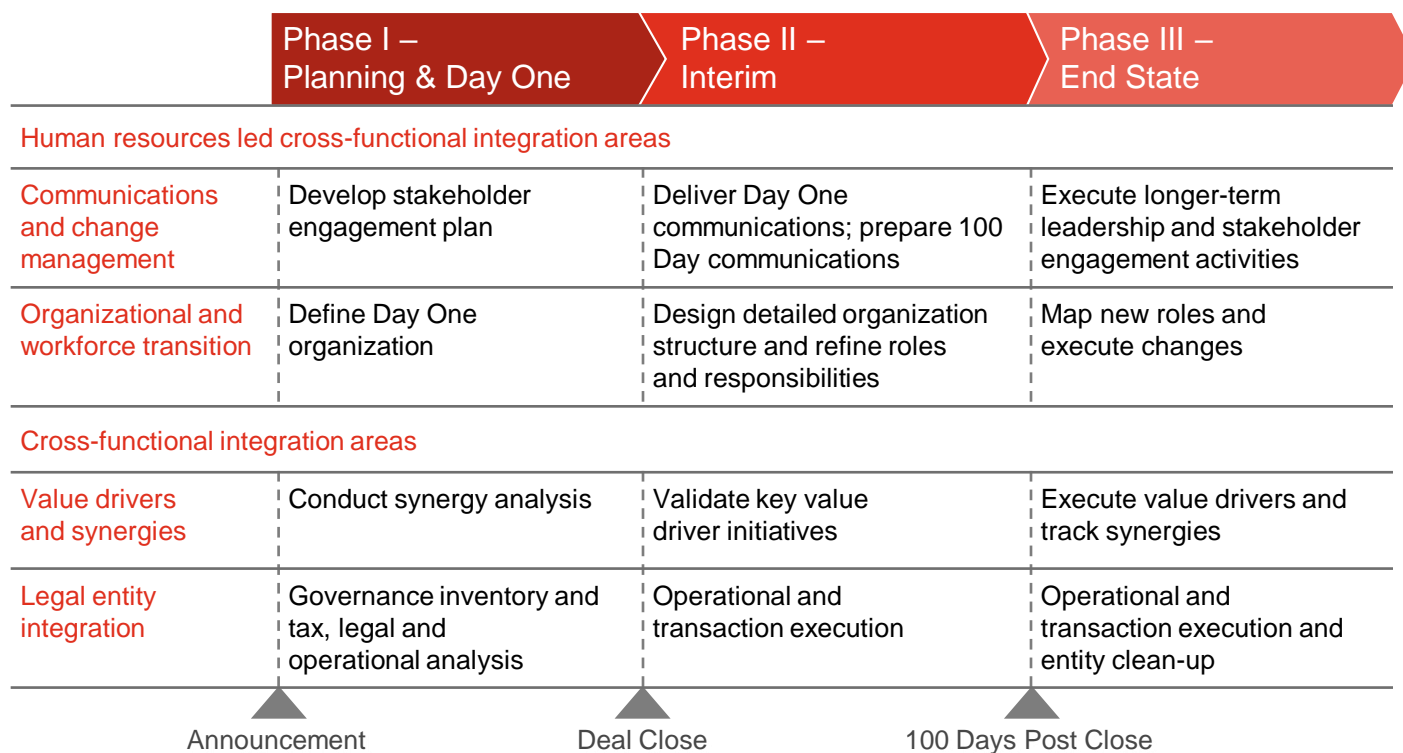 Phase I –
Planning & Day One
Phase II –
Interim
Phase III –
End State
Human resources led cross-functional integration areas
Communications
and change
management
Develop stakeholder
engagement plan
Deliver Day One
communications; prepare 100
Day communications
Execute longer-term
leadership and stakeholder
engagement activities
Organizational and
workforce transition
Define Day One
organization
Design detailed organization
structure and refine roles
and responsibilities
Map new roles and
execute changes
Cross-functional integration areas
Value drivers
and synergies
Conduct synergy analysis
Validate key value
driver initiatives
Execute value drivers and
track synergies
Legal entity
integration
Governance inventory and
tax, legal and
operational analysis
Operational and
transaction execution
Operational and
transaction execution and
entity clean-up
Announcement
Deal Close
100 Days Post Close